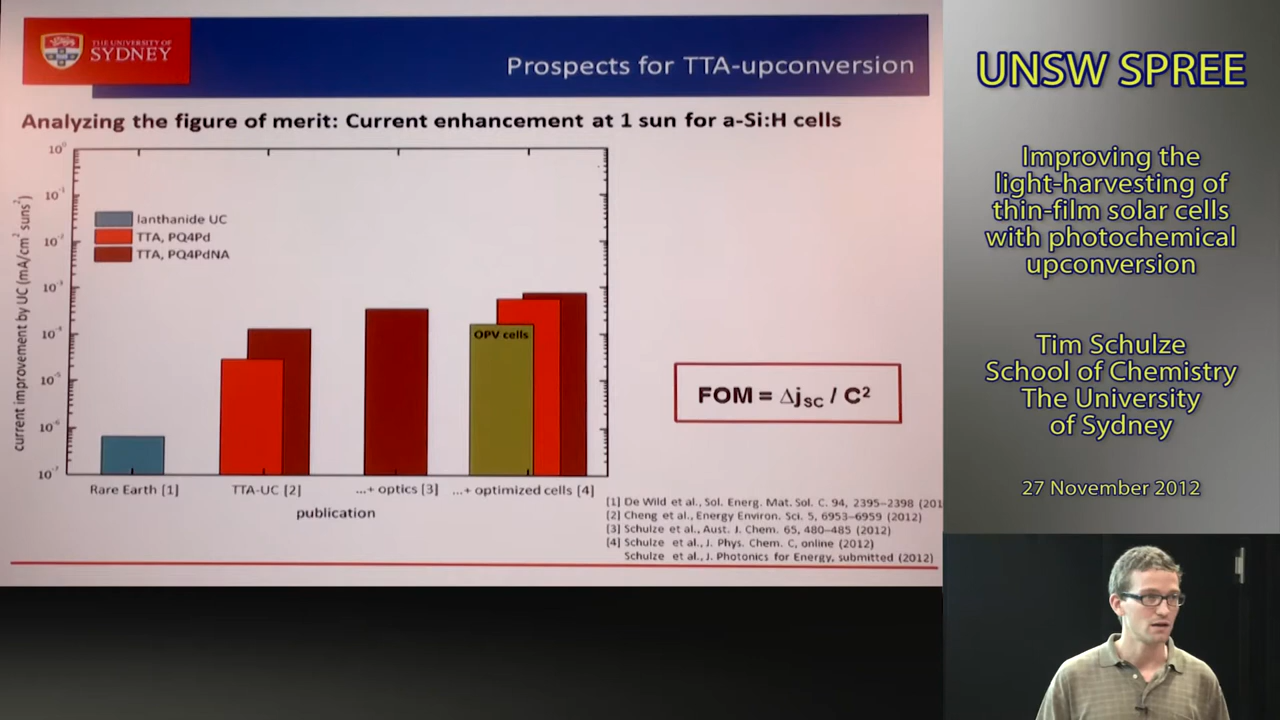 THE UNIVERSITY OF
SYDNEY
Prospects for TTA-upconversion
Analyzing the figure of merit: Current enhancement at 1 sun for a-Si:H cells
current improvement by UC (mA/cm² suns²)
10⁰
10⁻¹
10⁻²
10⁻³
10⁻⁴
10⁻⁵
10⁻⁶
10⁻⁷
lanthanide UC
TTA, PQ4Pd
TTA, PQ4PdNA
OPV cells
Rare Earth [1]
TTA-UC [2]
...+ optics [3]
...+ optimized cells [4]
publication
FOM = ΔjSC / C²
[1] De Wild et al., Sol. Energ. Mat. Sol. C. 94, 2395-2398 (201
[2] Cheng et al., Energy Environ. Sci. 5, 6953-6959 (2012)
[3] Schulze et al., Aust. J. Chem. 65, 480-485 (2012)
[4] Schulze et al., J. Phys. Chem. C, online (2012)
Schulze et al., J. Photonics for Energy, submitted (2012)
UNSW SPREE
Improving the
light-harvesting of
thin-film solar cells
with photochemical
upconversion
Tim Schulze
School of Chemistry
The University
of Sydney
27 November 2012